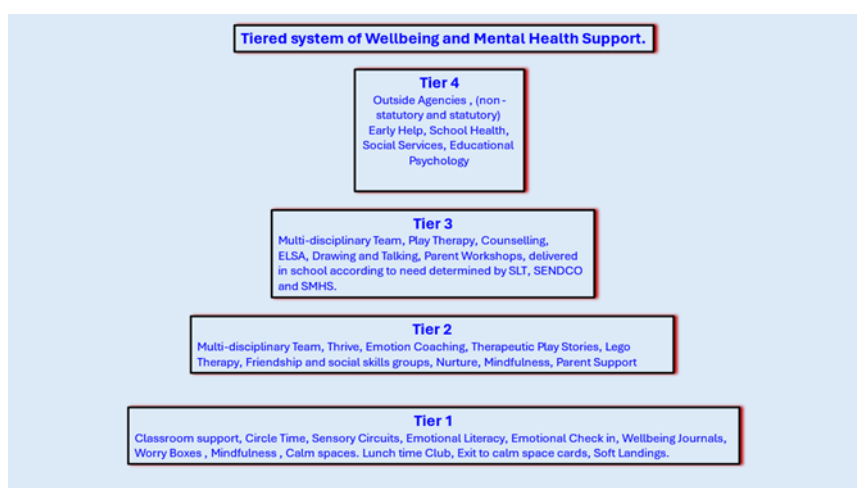 Tiered system of Wellbeing and Mental Health Support.
Tier 4
Outside Agencies , (non-
statutory and statutory)
Early Help, School Health,
Social Services, Educational
Psychology
Tier 3
Multi-disciplinary Team, Play Therapy, Counselling,
ELSA, Drawing and Talking, Parent Workshops, delivered
in school according to need determined by SLT, SENDCO
and SMHS.
Tier 2
Multi-disciplinary Team, Thrive, Emotion Coaching, Therapeutic Play Stories, Lego
Therapy, Friendship and social skills groups, Nurture, Mindfulness, Parent Support
Tier 1
Classroom support, Circle Time, Sensory Circuits, Emotional Literacy, Emotional Check in, Wellbeing Journals,
Worry Boxes , Mindfulness , Calm spaces. Lunch time Club, Exit to calm space cards, Soft Landings.